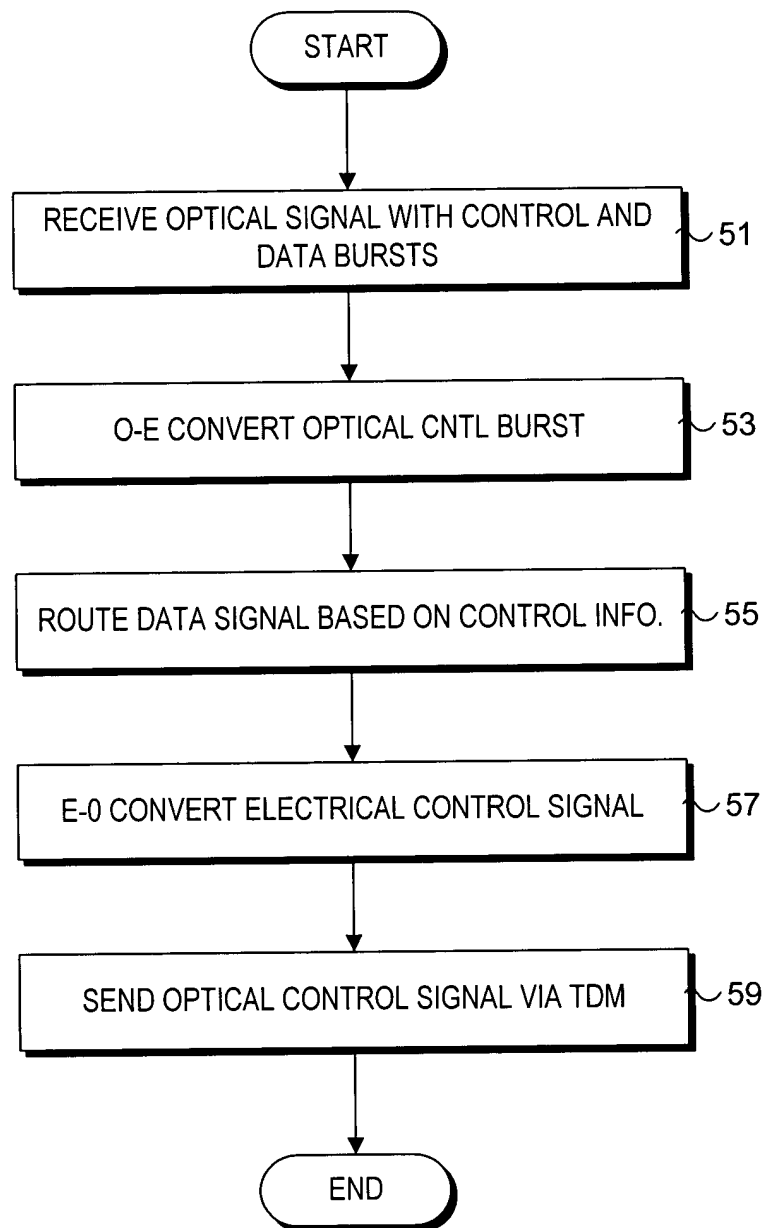 START
RECEIVE OPTICAL SIGNAL WITH CONTROL AND
DATA BURSTS
51
O-E CONVERT OPTICAL CNTL BURST
53
ROUTE DATA SIGNAL BASED ON CONTROL INFO.
55
E-0 CONVERT ELECTRICAL CONTROL SIGNAL
57
SEND OPTICAL CONTROL SIGNAL VIA TDM
59
END